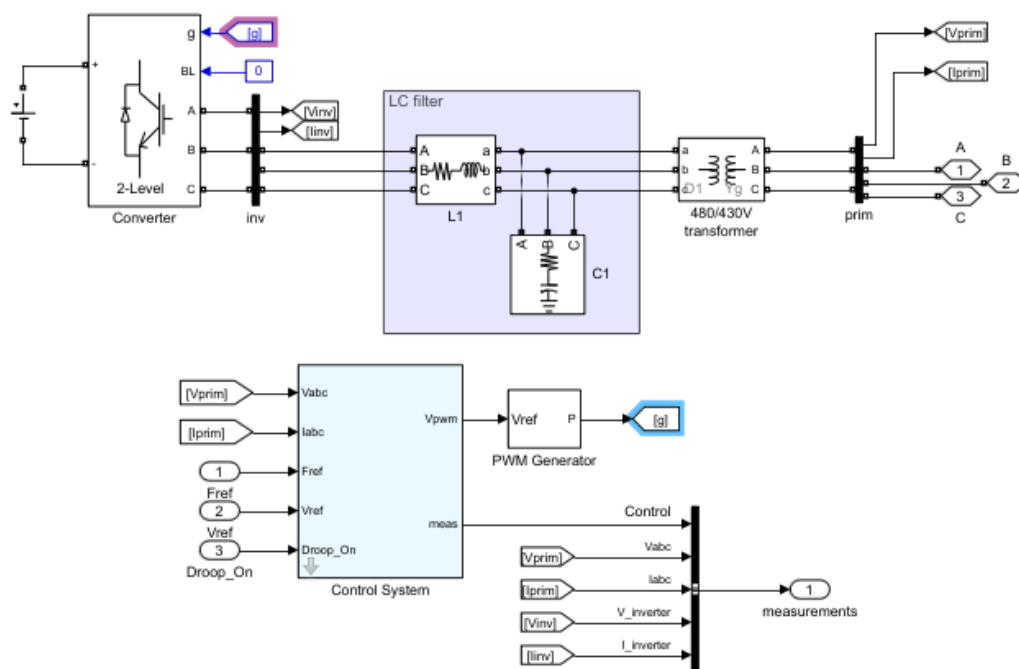 g
[g]
BL
0
+
-
A
B
C
2-Level
Converter
[Vinv]
[Iinv]
inv
LC filter
A
B
C
a
b
c
L1
A
B
C
C1
a
b
c
A
B
C
D1
Yg
480/430V
transformer
[Vprim]
[Iprim]
prim
A
1
B
2
3
C
[Vprim]
[Iprim]
1
Fref
2
Vref
3
Droop_On
Vabc
Iabc
Fref
Vref
Droop_On
Vpwm
meas
Control System
Vref
P
PWM Generator
[g]
Control
Vabc
[Vprim]
Iabc
[Iprim]
V_inverter
[Vinv]
I_inverter
[Iinv]
1
measurements